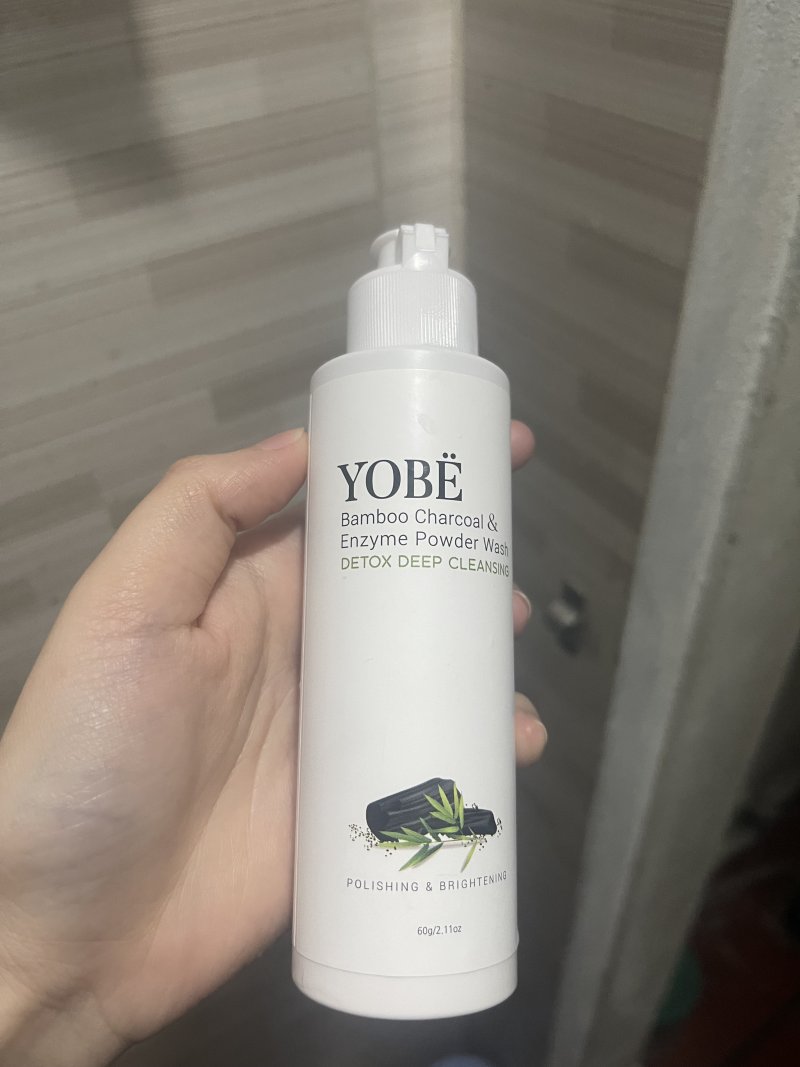 YOBË
Bamboo Charcoal &
Enzyme Powder Wash
DETOX DEEP CLEANSING
POLISHING & BRIGHTENING
60g/2.11oz